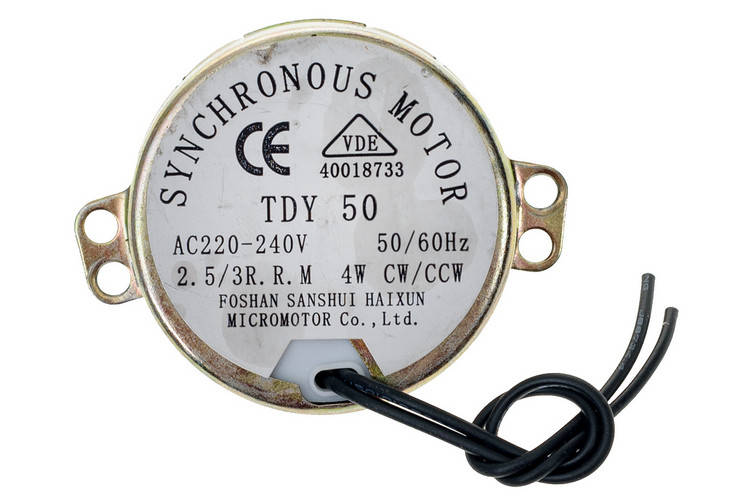 SYNCHRONOUS MOTOR
CE
VDE
40018733
TDY 50
AC220-240V 50/60Hz
2.5/3R.R.M 4W CW/CCW
FOSHAN SANSHUI HAIXUN
MICROMOTOR Co.,Ltd.